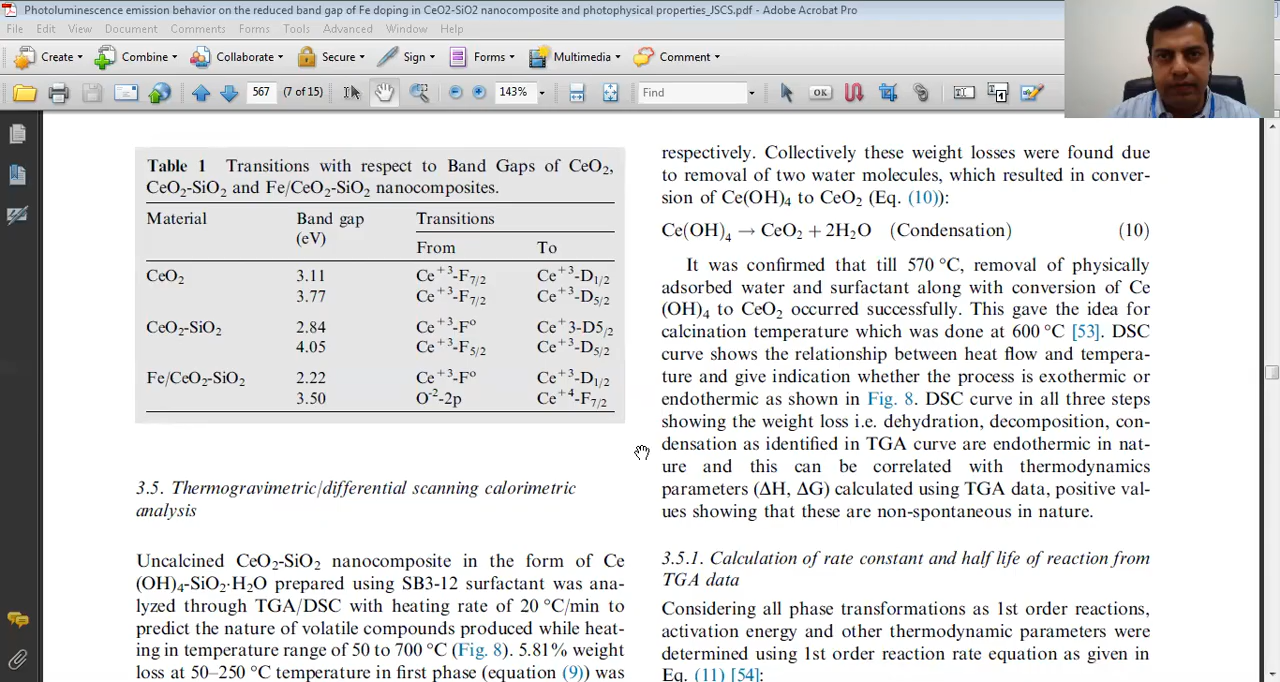 Photoluminescence emission behavior on the reduced band gap of Fe doping in CeO2-SiO2 nanocomposite and photophysical properties_JSCS.pdf - Adobe Acrobat Pro
File Edit View Document Comments Forms Tools Advanced Window Help
Create Combine Collaborate Secure Sign Forms Multimedia Comment
567 (7 of 15) 143% Find
Table 1 Transitions with respect to Band Gaps of CeO₂,
CeO₂-SiO₂ and Fe/CeO₂-SiO₂ nanocomposites.
Material Band gap (eV) Transitions
From To
CeO₂ 3.11 Ce⁺³-F₇/₂ Ce⁺³-D₁/₂
3.77 Ce⁺³-F₇/₂ Ce⁺³-D₅/₂
CeO₂-SiO₂ 2.84 Ce⁺³-F° Ce⁺3-D5/₂
4.05 Ce⁺³-F₅/₂ Ce⁺³-D₅/₂
Fe/CeO₂-SiO₂ 2.22 Ce⁺³-F° Ce⁺³-D₁/₂
3.50 O⁻²-2p Ce⁺⁴-F₇/₂
3.5. Thermogravimetric/differential scanning calorimetric
analysis
Uncalcined CeO₂-SiO₂ nanocomposite in the form of Ce
(OH)₄-SiO₂·H₂O prepared using SB3-12 surfactant was ana-
lyzed through TGA/DSC with heating rate of 20 °C/min to
predict the nature of volatile compounds produced while heat-
ing in temperature range of 50 to 700 °C (Fig. 8). 5.81% weight
loss at 50–250 °C temperature in first phase (equation (9)) was
respectively. Collectively these weight losses were found due
to removal of two water molecules, which resulted in conver-
sion of Ce(OH)₄ to CeO₂ (Eq. (10)):
Ce(OH)₄ → CeO₂ + 2H₂O (Condensation) (10)
It was confirmed that till 570 °C, removal of physically
adsorbed water and surfactant along with conversion of Ce
(OH)₄ to CeO₂ occurred successfully. This gave the idea for
calcination temperature which was done at 600 °C [53]. DSC
curve shows the relationship between heat flow and tempera-
ture and give indication whether the process is exothermic or
endothermic as shown in Fig. 8. DSC curve in all three steps
showing the weight loss i.e. dehydration, decomposition, con-
densation as identified in TGA curve are endothermic in nat-
ure and this can be correlated with thermodynamics
parameters (ΔH, ΔG) calculated using TGA data, positive val-
ues showing that these are non-spontaneous in nature.
3.5.1. Calculation of rate constant and half life of reaction from
TGA data
Considering all phase transformations as 1st order reactions,
activation energy and other thermodynamic parameters were
determined using 1st order reaction rate equation as given in
Eq. (11) [54]: